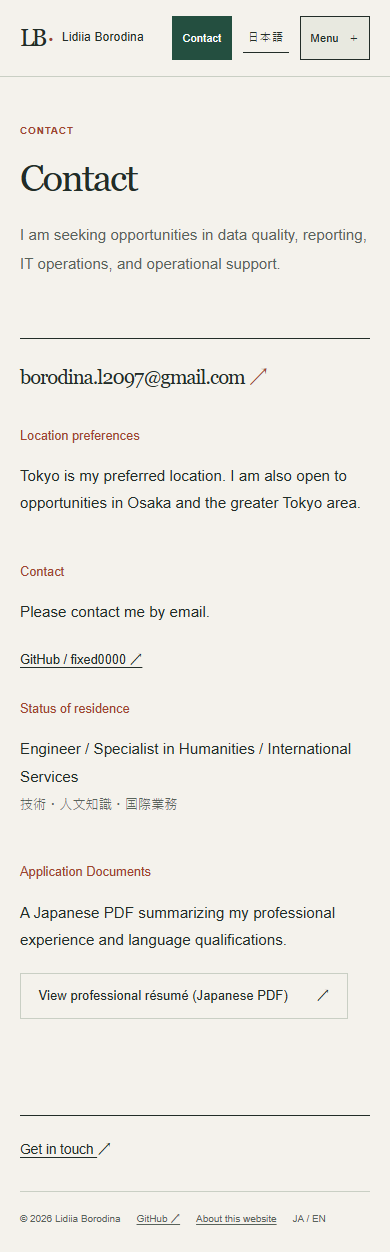 LB· Lidiia Borodina Contact 日本語 Menu +
CONTACT
Contact
I am seeking opportunities in data quality, reporting,
IT operations, and operational support.
borodina.l2097@gmail.com
Location preferences
Tokyo is my preferred location. I am also open to
opportunities in Osaka and the greater Tokyo area.
Contact
Please contact me by email.
GitHub / fixed0000
Status of residence
Engineer / Specialist in Humanities / International
Services
技術・人文知識・国際業務
Application Documents
A Japanese PDF summarizing my professional
experience and language qualifications.
View professional résumé (Japanese PDF)
Get in touch
© 2026 Lidiia Borodina GitHub About this website JA / EN